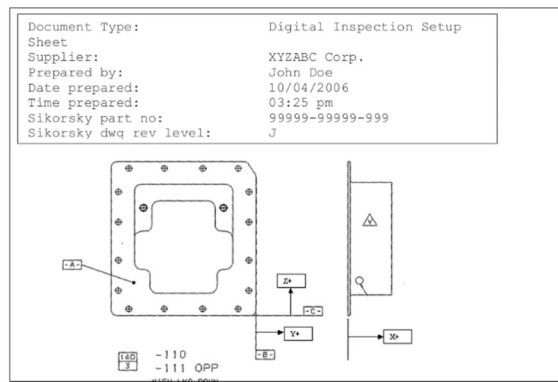 Document Type: Digital Inspection Setup
Sheet
Supplier: XYZABC Corp.
Prepared by: John Doe
Date prepared: 10/04/2006
Time prepared: 03:25 pm
Sikorsky part no: 99999-99999-999
Sikorsky dwg rev level: J
-A-
Z+
-C-
Y+
X+
-B-
140 -110
3 -111 OPP